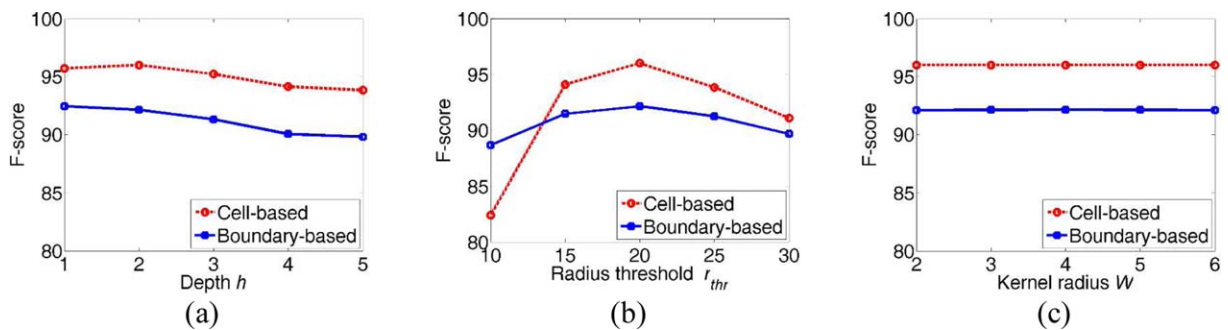 100
95
90
85
80
F-score
Cell-based
Boundary-based
1 2 3 4 5
Depth h
(a)
100
95
90
85
80
F-score
Cell-based
Boundary-based
10 15 20 25 30
Radius threshold r_thr
(b)
100
95
90
85
80
F-score
Cell-based
Boundary-based
2 3 4 5 6
Kernel radius W
(c)